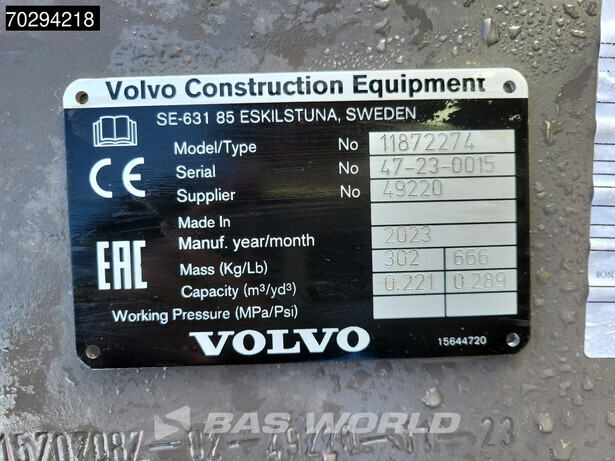 70294218
Volvo Construction Equipment
SE-631 85 ESKILSTUNA, SWEDEN
Model/Type No 11872274
Serial No 47-23-0015
Supplier No 49220
Made In
Manuf. year/month 2023
Mass (Kg/Lb) 302 666
Capacity (m³/yd³) 0.221 0.289
Working Pressure (MPa/Psi)
CE
EAC
VOLVO
15644720
BAS WORLD